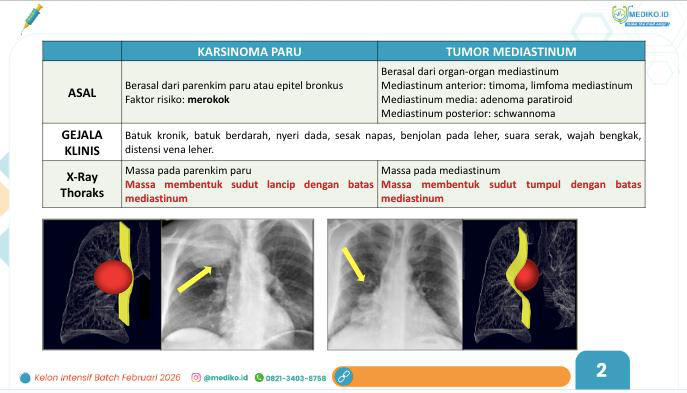 MEDIKO.ID
KARSINOMA PARU
TUMOR MEDIASTINUM
ASAL
Berasal dari parenkim paru atau epitel bronkus
Faktor risiko: merokok
Berasal dari organ-organ mediastinum
Mediastinum anterior: timoma, limfoma mediastinum
Mediastinum media: adenoma paratiroid
Mediastinum posterior: schwannoma
GEJALA
KLINIS
Batuk kronik, batuk berdarah, nyeri dada, sesak napas, benjolan pada leher, suara serak, wajah bengkak,
distensi vena leher.
X-Ray
Thoraks
Massa pada parenkim paru
Massa membentuk sudut lancip dengan batas
mediastinum
Massa pada mediastinum
Massa membentuk sudut tumpul dengan batas
mediastinum
Kelon Intensif Batch Februari 2026
@mediko.id
0821-3403-8758
2